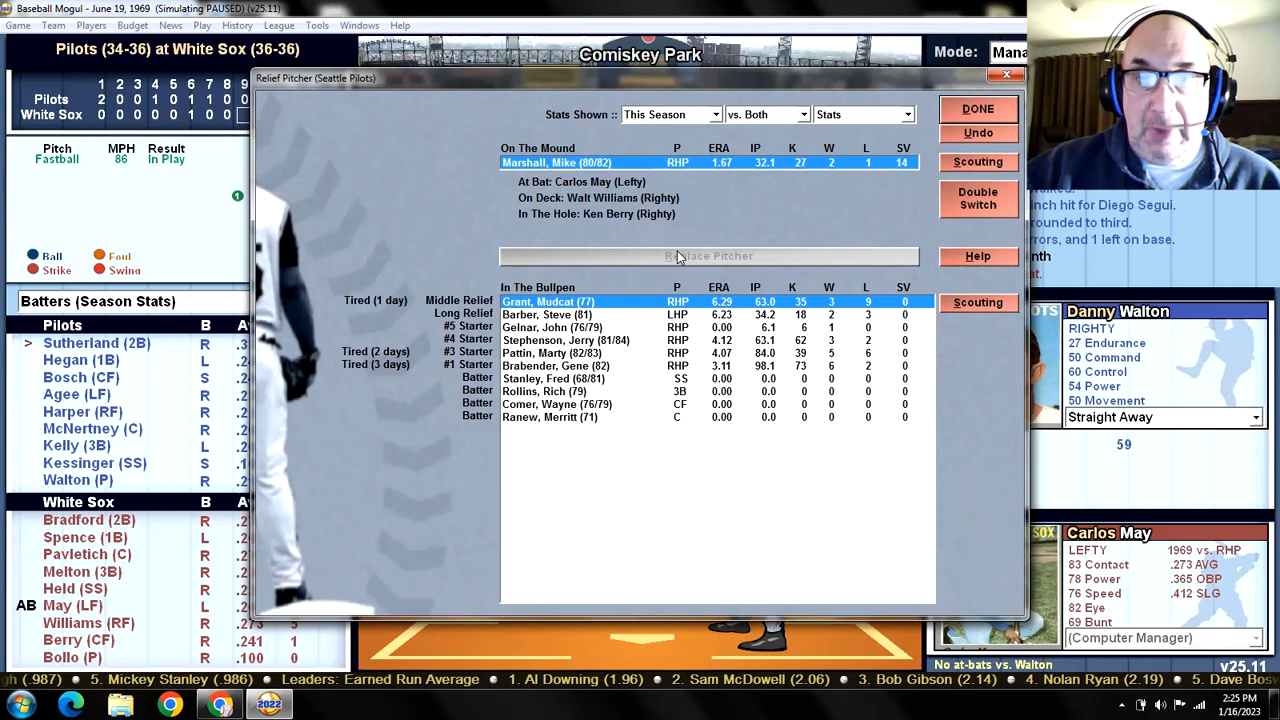 Baseball Mogul - June 19, 1969 (Simulating PAUSED) (v25.11)
Game Team Players Budget News Play History League Tools Windows Help
Pilots (34-36) at White Sox (36-36)
Comiskey Park
Mode:
1 2 3 4 5 6 7 8 9
Pilots 2 0 0 0 1 0 1 1 0
White Sox 0 0 0 0 0 1 0 0
Pitch MPH Result
Fastball 86 In Play
1
Ball Foul
Strike Swing
Batters (Season Stats)
Pilots B
> Sutherland (2B) R
Hegan (1B) L
Bosch (CF) S
Agee (LF) R
Harper (RF) R
McNertney (C) R
Kelly (3B) L
Kessinger (SS) S
Walton (P) R
White Sox B
Bradford (2B) R
Spence (1B) L
Pavletich (C) R
Melton (3B) R
Held (SS) R
AB May (LF) L
Williams (RF) R .273 5
Berry (CF) R .241 1
Bollo (P) R .100 0
Relief Pitcher (Seattle Pilots)
Stats Shown :: This Season vs. Both Stats
On The Mound P ERA IP K W L SV
Marshall, Mike (80/82) RHP 1.67 32.1 27 2 1 14
At Bat: Carlos May (Lefty)
On Deck: Walt Williams (Righty)
In The Hole: Ken Berry (Righty)
Replace Pitcher
In The Bullpen P ERA IP K W L SV
Tired (1 day) Middle Relief Grant, Mudcat (77) RHP 6.29 63.0 35 3 9 0
Long Relief Barber, Steve (81) LHP 6.23 34.2 18 2 3 0
#5 Starter Gelnar, John (76/79) RHP 0.00 6.1 6 1 0 0
#4 Starter Stephenson, Jerry (81/84) RHP 4.12 63.1 62 3 2 0
Tired (2 days) #3 Starter Pattin, Marty (82/83) RHP 4.07 84.0 39 5 6 0
Tired (3 days) #1 Starter Brabender, Gene (82) RHP 3.11 98.1 73 6 2 0
Batter Stanley, Fred (68/81) SS 0.00 0.0 0 0 0 0
Batter Rollins, Rich (79) 3B 0.00 0.0 0 0 0 0
Batter Comer, Wayne (76/79) CF 0.00 0.0 0 0 0 0
Batter Ranew, Merritt (71) C 0.00 0.0 0 0 0 0
DONE
Undo
Scouting
Double
Switch
Help
Scouting
walked.
inch hit for Diego Segui.
rounded to third.
rrors, and 1 left on base.
Danny Walton
RIGHTY
27 Endurance
50 Command
60 Control
54 Power
50 Movement
Straight Away
59
SOX
Carlos May
LEFTY 1969 vs. RHP
83 Contact .273 AVG
78 Power .365 OBP
76 Speed .412 SLG
82 Eye
69 Bunt
(Computer Manager)
No at-bats vs. Walton
v25.11
(.987) 5. Mickey Stanley (.986) Leaders: Earned Run Average 1. Al Downing (1.96) 2. Sam McDowell (2.06) 3. Bob Gibson (2.14) 4. Nolan Ryan (2.19) 5. Dave Bos
2022
2:25 PM
1/16/2023